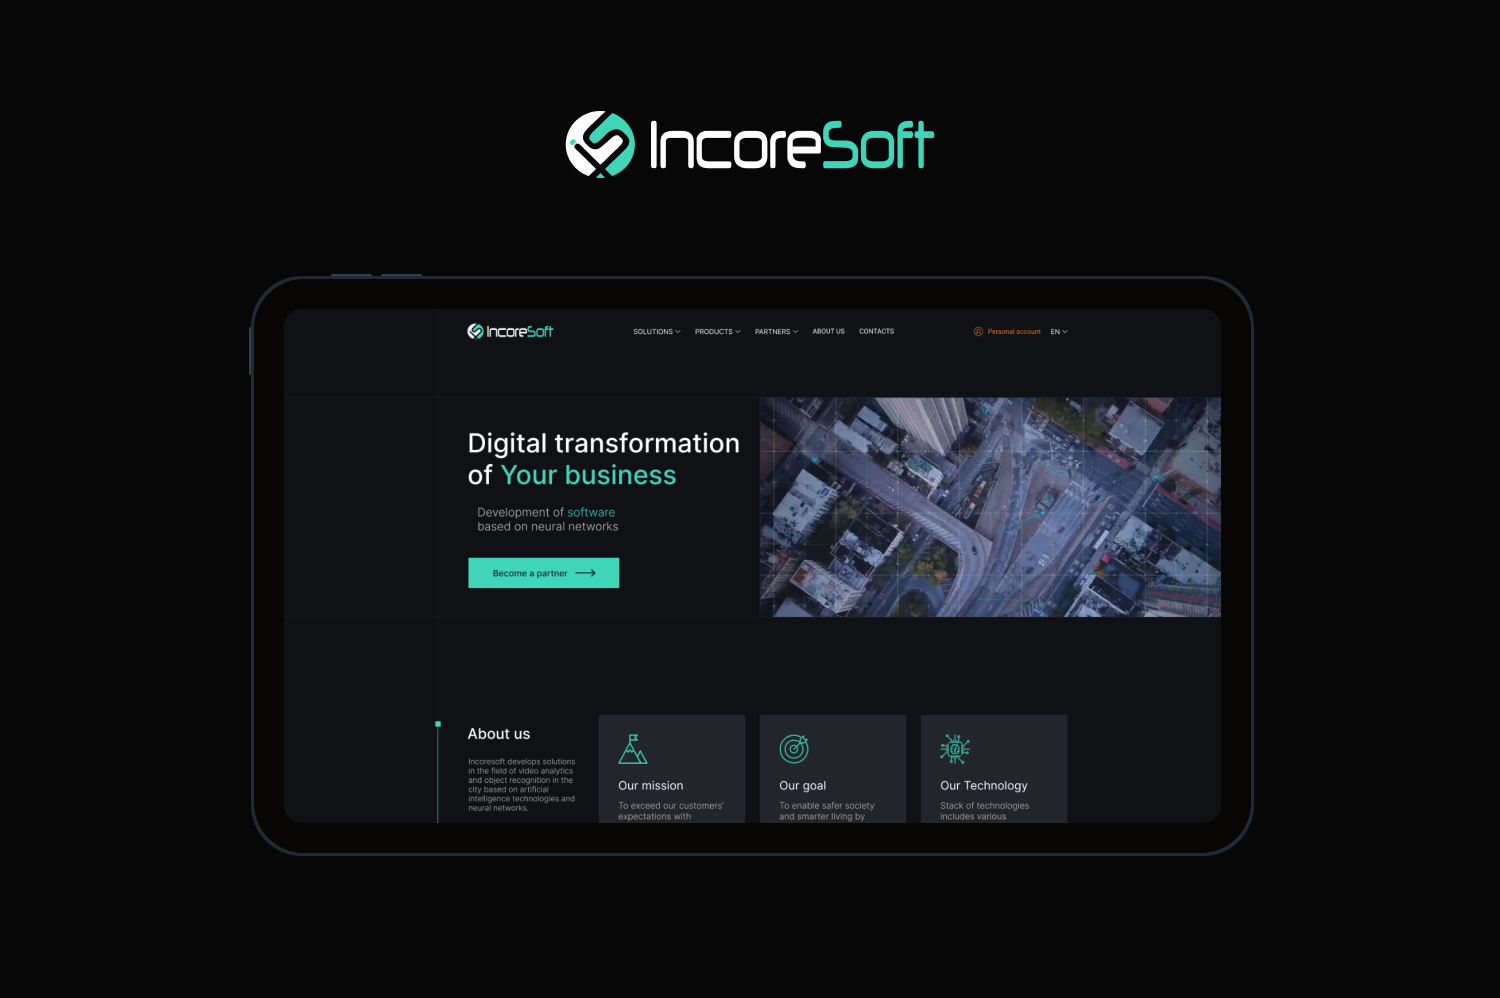 IncoreSoft
IncoreSoft
SOLUTIONS
PRODUCTS
PARTNERS
ABOUT US
CONTACTS
Personal account
EN
Digital transformation
of Your business
Development of software
based on neural networks
Become a partner
About us
Incoresoft develops solutions
in the field of video analytics
and object recognition in the
city based on artificial
intelligence technologies and
neural networks.
Our mission
To exceed our customers'
expectations with
Our goal
To enable safer society
and smarter living by
Our Technology
Stack of technologies
includes various